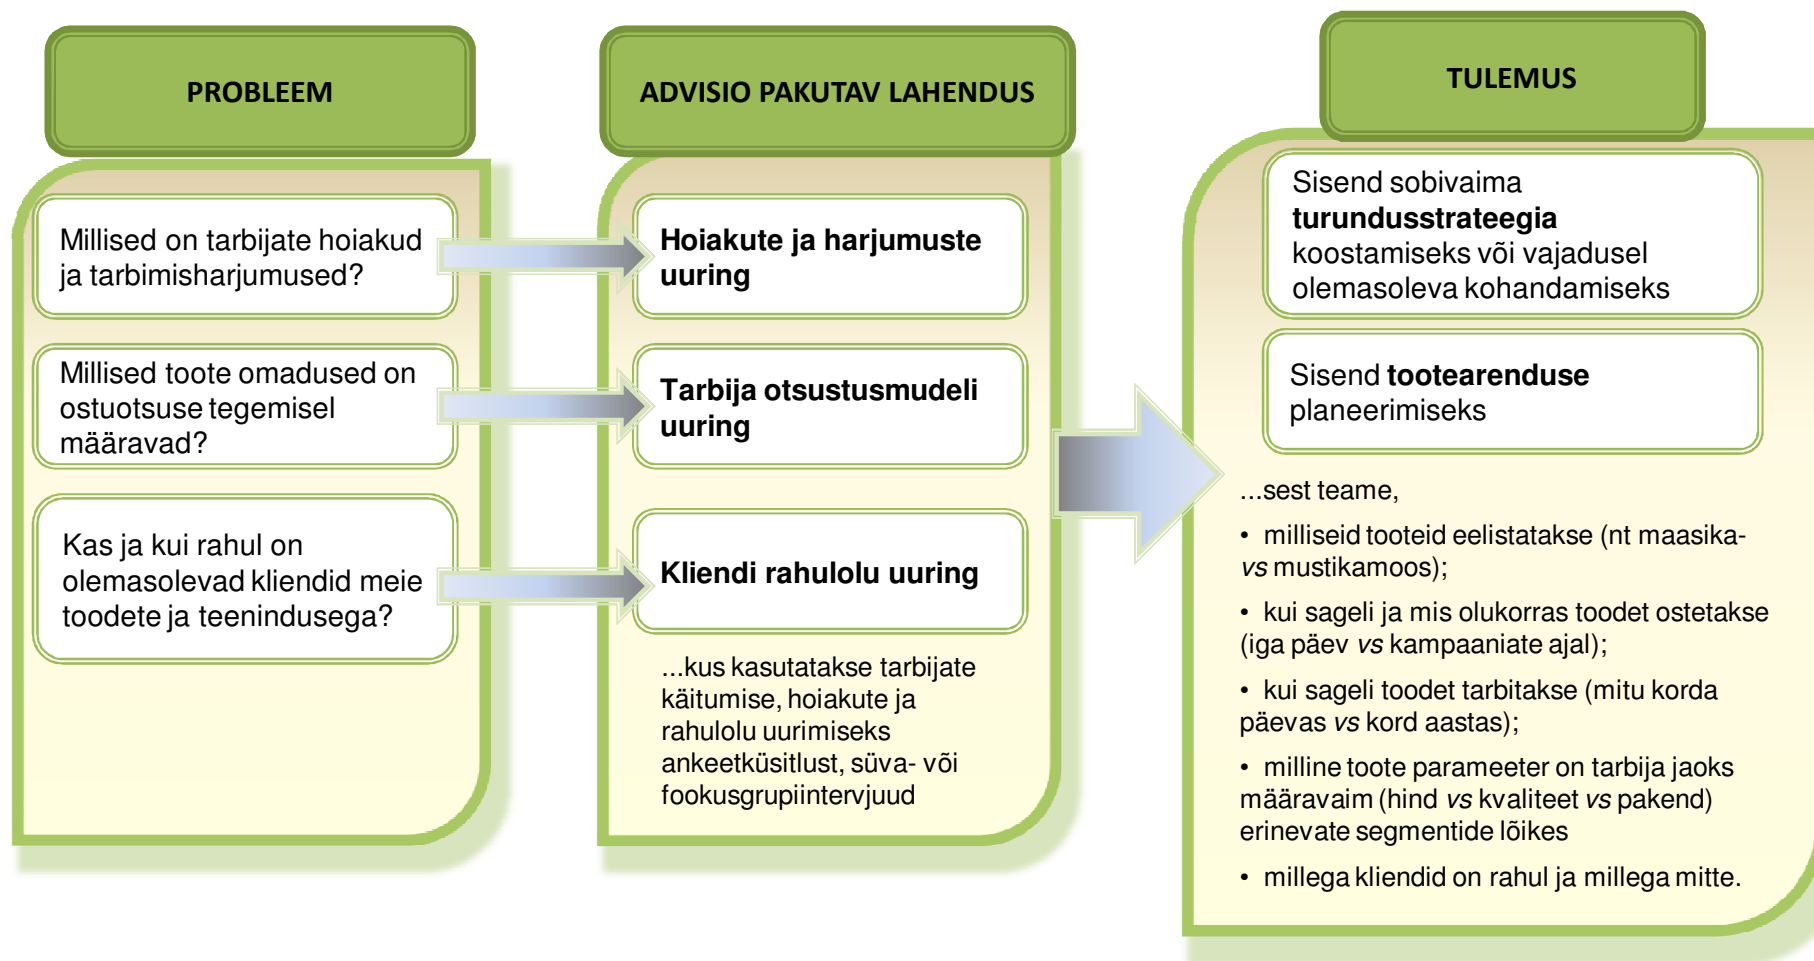 PROBLEEM
Millised on tarbijate hoiakud
ja tarbimisharjumused?
Millised toote omadused on
ostuotsuse tegemisel
määravad?
Kas ja kui rahul on
olemasolevad kliendid meie
toodete ja teenindusega?
ADVISIO PAKUTAV LAHENDUS
Hoiakute ja harjumuste
uuring
Tarbija otsustusmudeli
uuring
Kliendi rahulolu uuring
...kus kasutatakse tarbijate
käitumise, hoiakute ja
rahulolu uurimiseks
ankeetküsitlust, süva- või
fookusgrupiintervjuud
TULEMUS
Sisend sobivaima
turundusstrateegia
koostamiseks või vajadusel
olemasoleva kohandamiseks
Sisend tootearenduse
planeerimiseks
...sest teame,
• milliseid tooteid eelistatakse (nt maasika-
vs mustikamoos);
• kui sageli ja mis olukorras toodet ostetakse
(iga päev vs kampaaniate ajal);
• kui sageli toodet tarbitakse (mitu korda
päevas vs kord aastas);
• milline toote parameeter on tarbija jaoks
määravaim (hind vs kvaliteet vs pakend)
erinevate segmentide lõikes
• millega kliendid on rahul ja millega mitte.